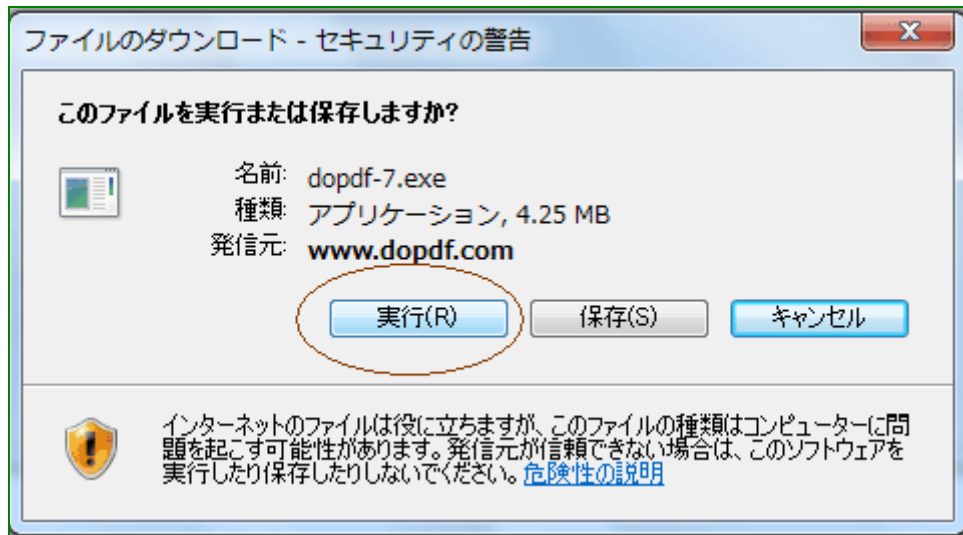 ファイルのダウンロード - セキュリティの警告
このファイルを実行または保存しますか?
名前: dopdf-7.exe
種類: アプリケーション, 4.25 MB
発信元: www.dopdf.com
実行(R) 保存(S) キャンセル
インターネットのファイルは役に立ちますが、このファイルの種類はコンピューターに問
題を起こす可能性があります。発信元が信頼できない場合は、このソフトウェアを
実行したり保存したりしないでください。危険性の説明